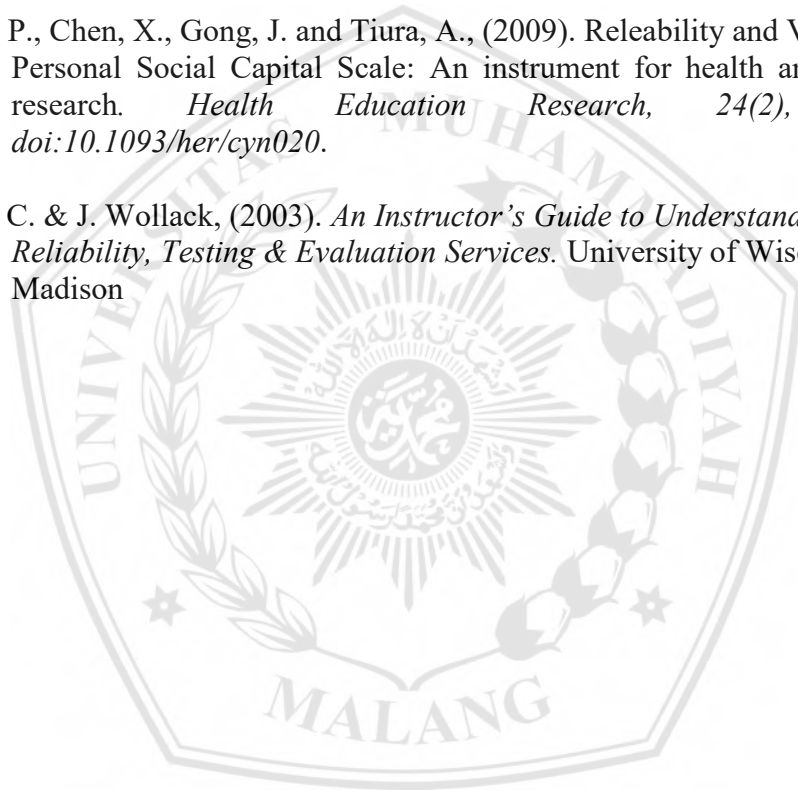 P., Chen, X., Gong, J. and Tiura, A., (2009). Releability and V
Personal Social Capital Scale: An instrument for health an
research. Health Education Research, 24(2),
doi:10.1093/her/cyn020.
C. & J. Wollack, (2003). An Instructor's Guide to Understand
Reliability, Testing & Evaluation Services. University of Wis
Madison
UNIVERSITAS MUHAMMADIYAH
MALANG